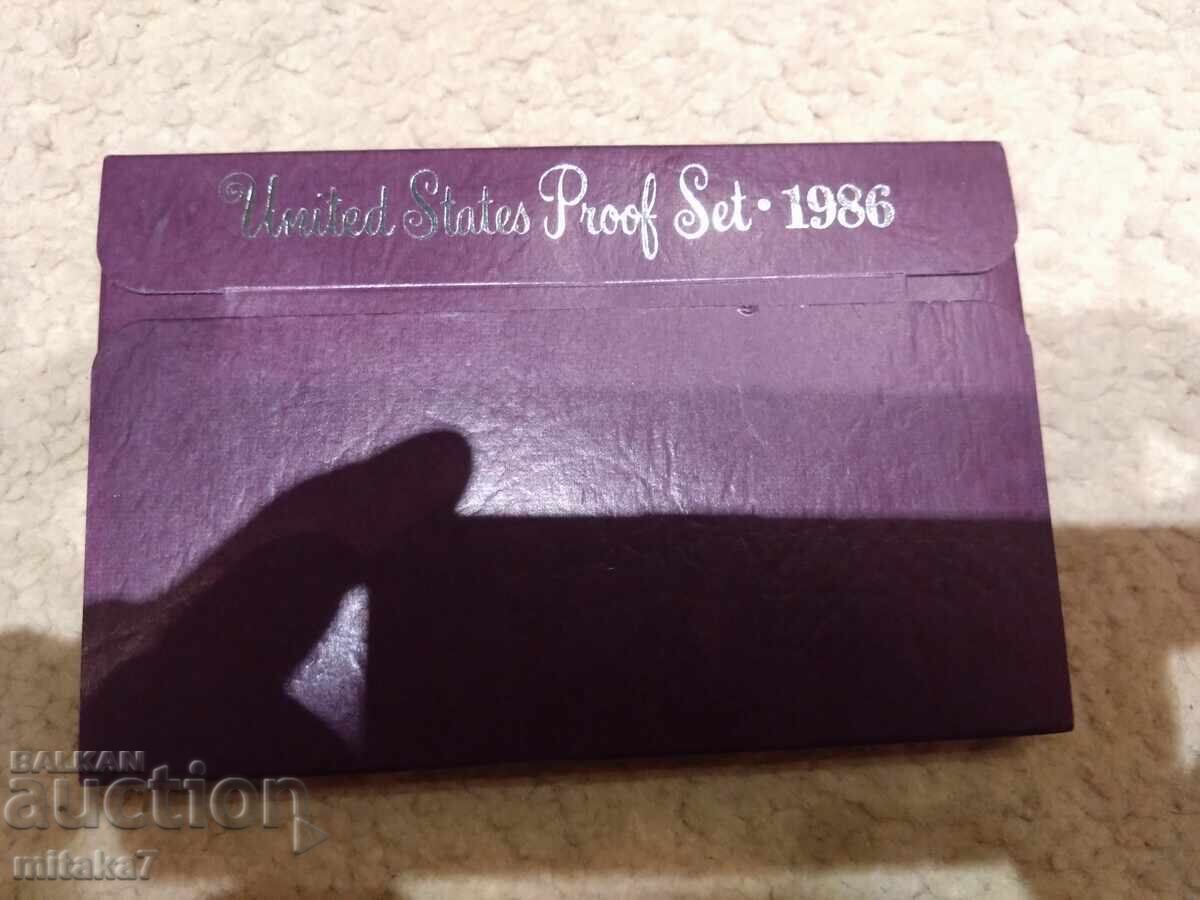 United States Proof Set • 1986
BALKAN
auction
mitaka7